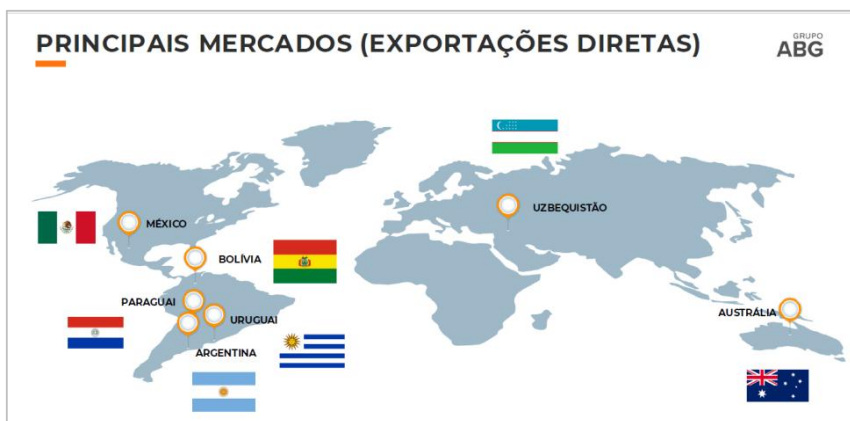 PRINCIPAIS MERCADOS (EXPORTAÇÕES DIRETAS)
GRUPO
ABG
UZBEQUISTÃO
MÉXICO
BOLÍVIA
PARAGUAI
URUGUAI
AUSTRÁLIA
ARGENTINA